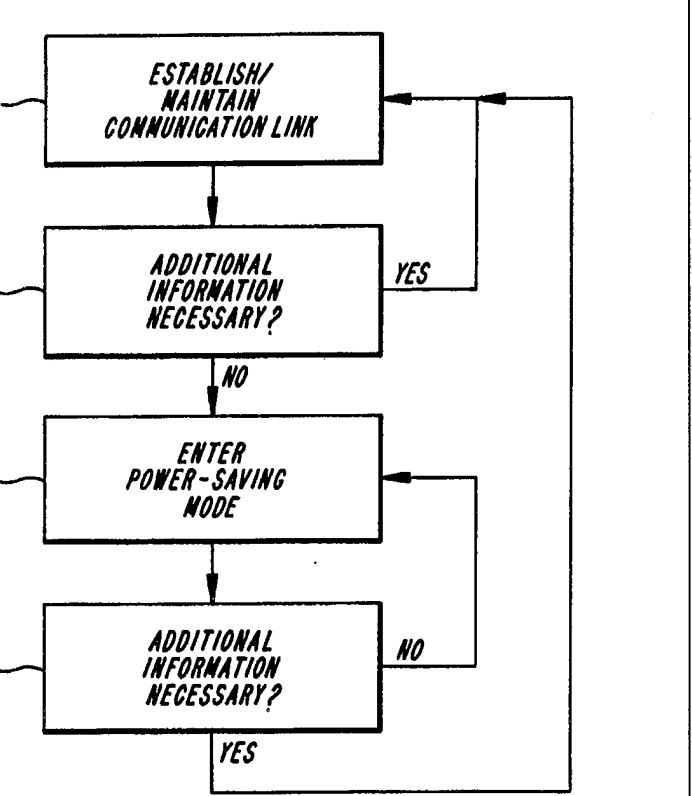 ESTABLISH/
MAINTAIN
COMMUNICATION LINK
ADDITIONAL
INFORMATION
NECESSARY?
YES
NO
ENTER
POWER-SAVING
MODE
ADDITIONAL
INFORMATION
NECESSARY?
NO
YES